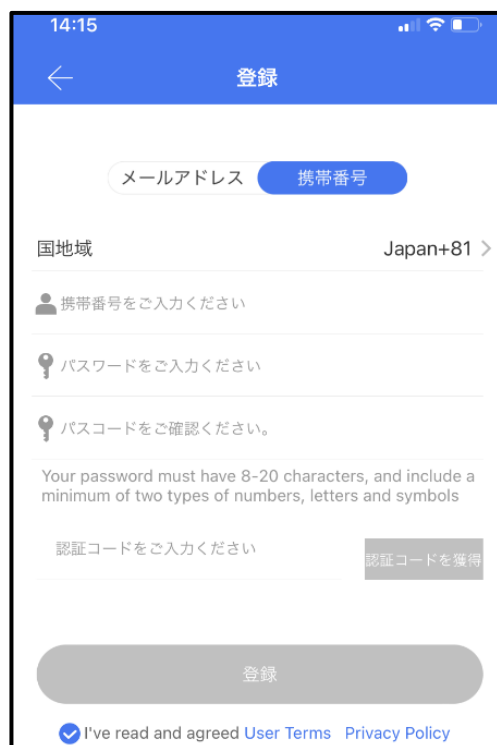 14:15
登録
メールアドレス 携帯番号
国地域 Japan+81
携帯番号をご入力ください
パスワードをご入力ください
パスコードをご確認ください。
Your password must have 8-20 characters, and include a
minimum of two types of numbers, letters and symbols
認証コードをご入力ください 認証コードを獲得
登録
I've read and agreed User Terms Privacy Policy